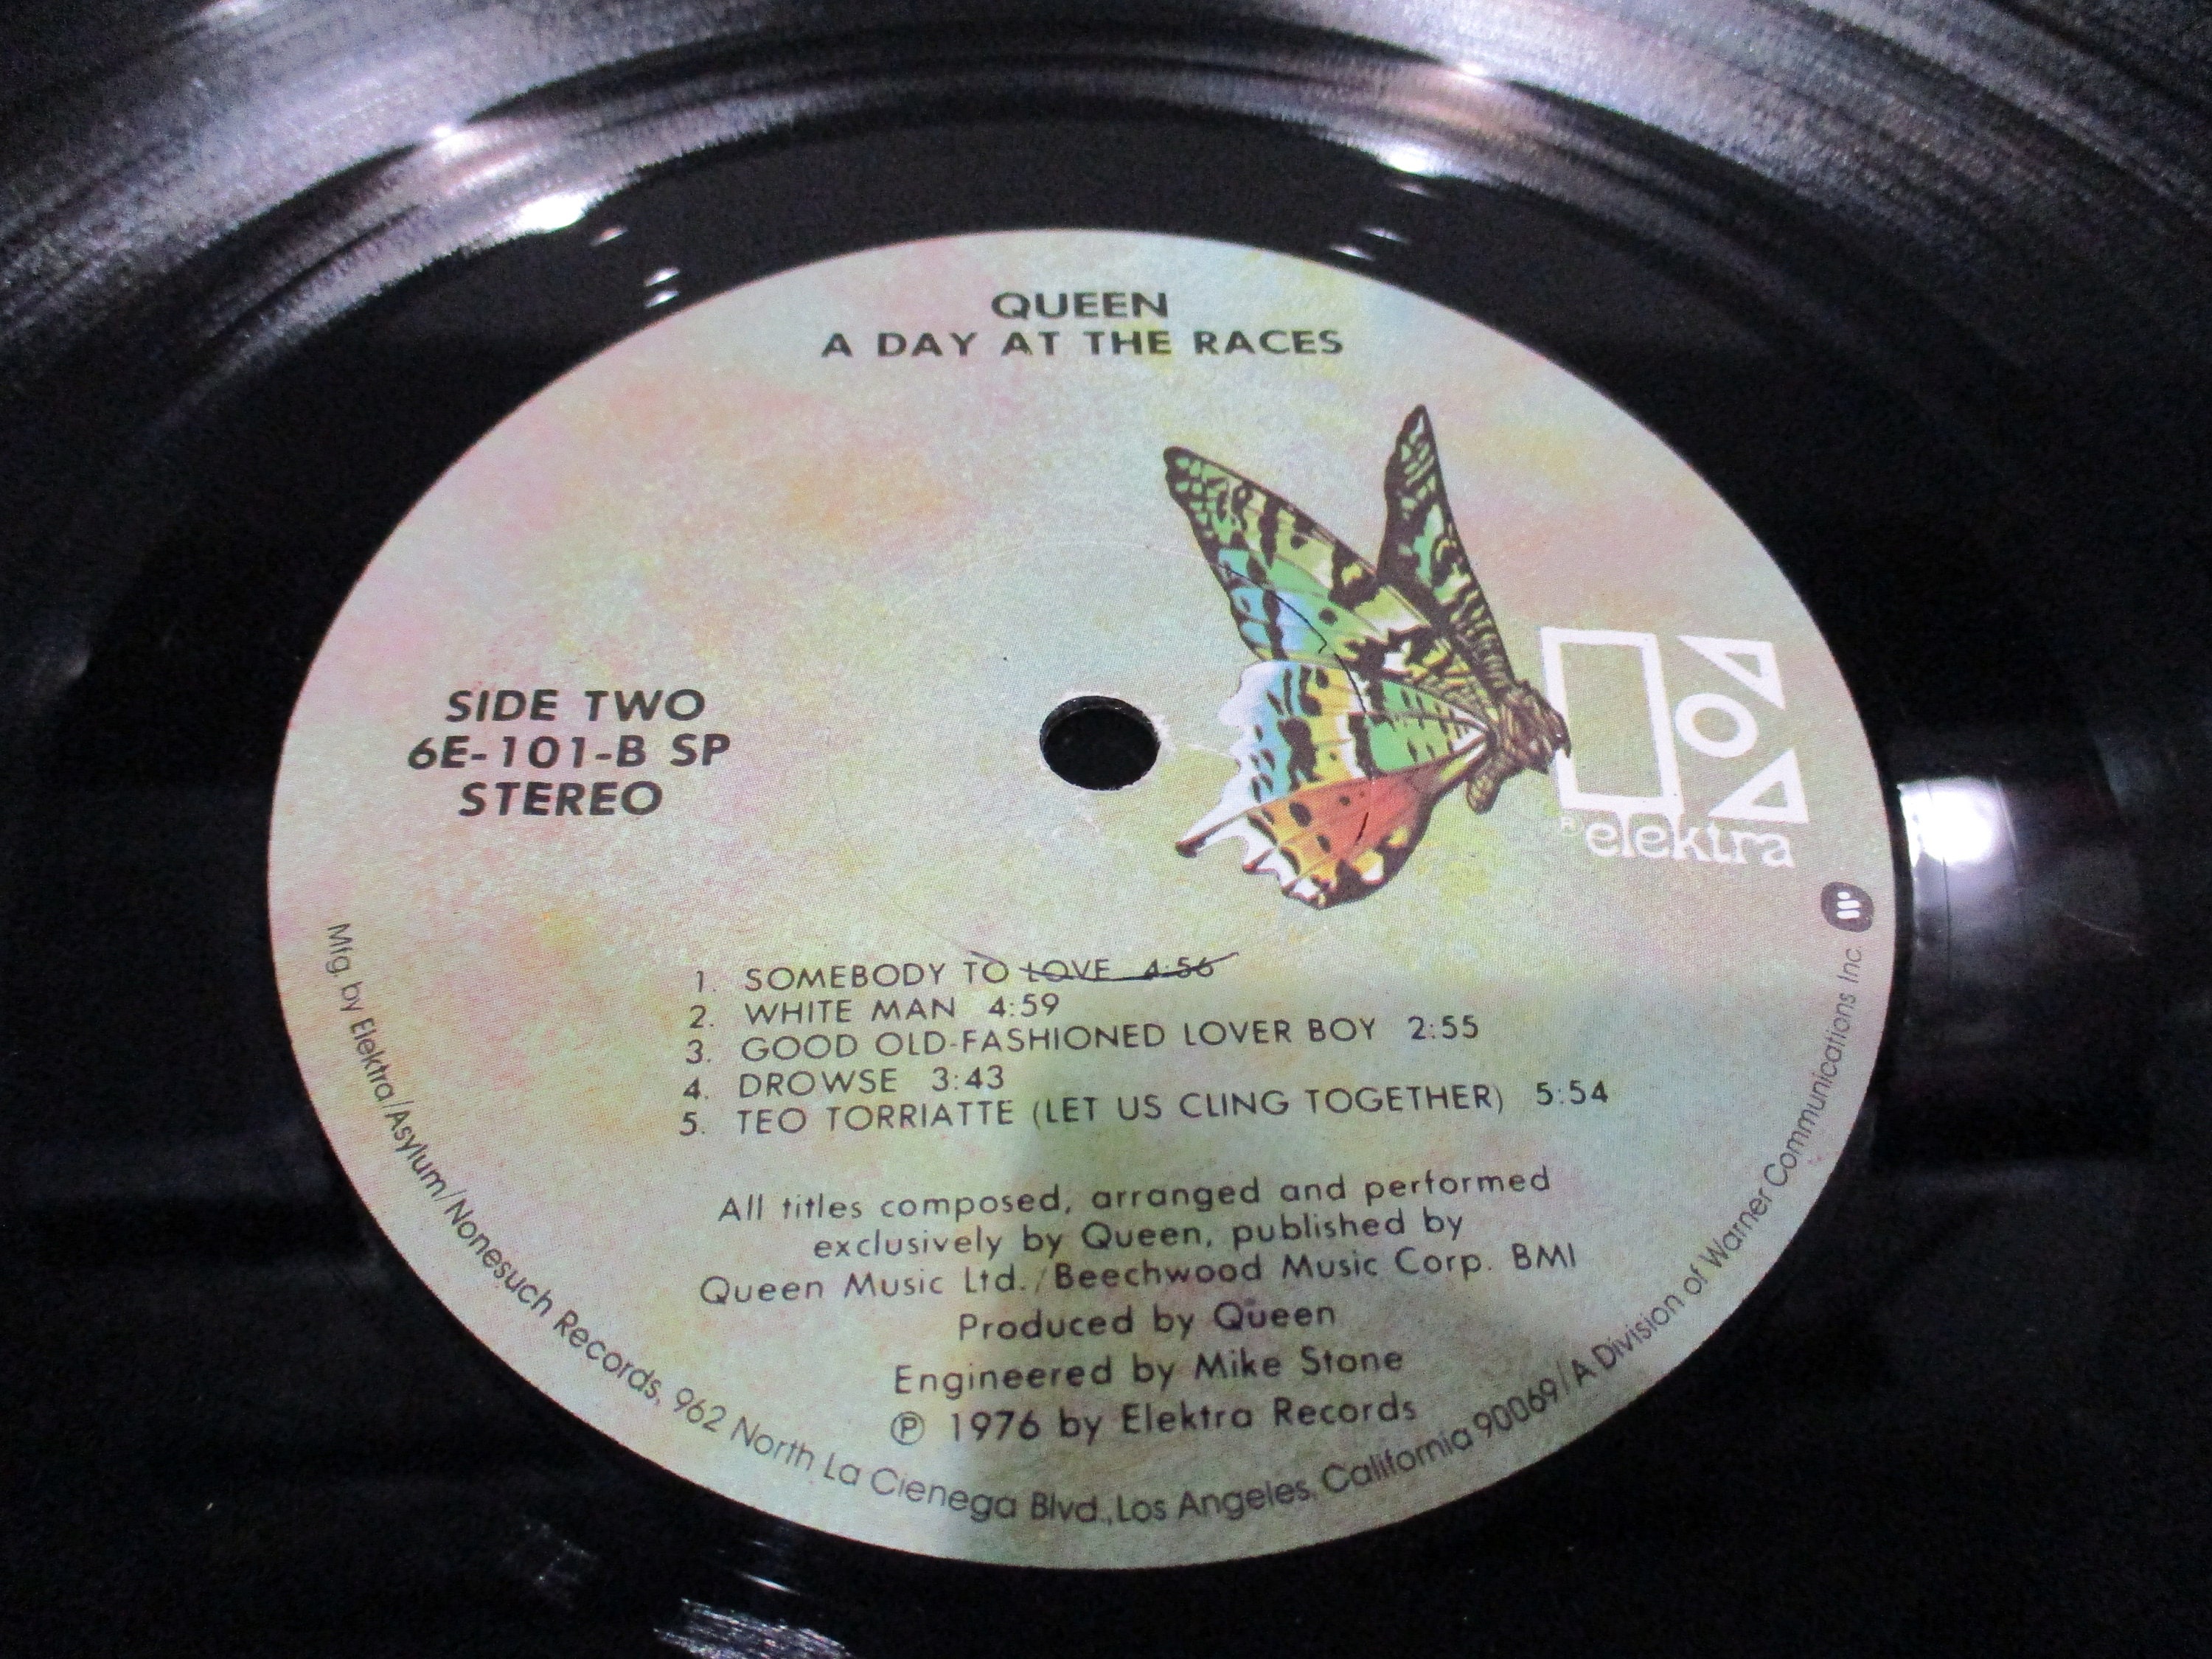 QUEEN
A DAY AT THE RACES
SIDE TWO
6E-101-B SP
STEREO
® elektra
1. SOMEBODY TO LOVE 4:56
2. WHITE MAN 4:59
3. GOOD OLD-FASHIONED LOVER BOY 2:55
4. DROWSE 3:43
5. TEO TORRIATTE (LET US CLING TOGETHER) 5:54
All titles composed, arranged and performed
exclusively by Queen, published by
Queen Music Ltd./Beechwood Music Corp. BMI
Produced by Queen
Engineered by Mike Stone
℗ 1976 by Elektra Records
Mfg. by Elektra/Asylum/Nonesuch Records, 962 North La Cienega Blvd., Los Angeles, California 90069/A Division of Warner Communications Inc.